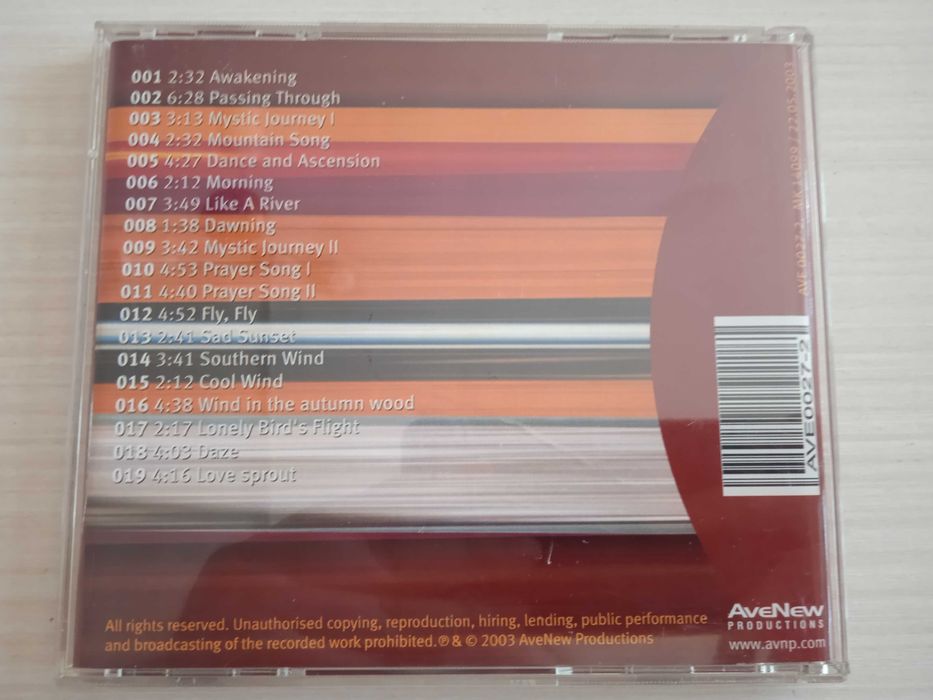 001 2:32 Awakening
002 6:28 Passing Through
003 3:13 Mystic Journey I
004 2:32 Mountain Song
005 4:27 Dance and Ascension
006 2:12 Morning
007 3:49 Like A River
008 1:38 Dawning
009 3:42 Mystic Journey II
010 4:53 Prayer Song I
011 4:40 Prayer Song II
012 4:52 Fly, Fly
013 2:41 Sad Sunset
014 3:41 Southern Wind
015 2:12 Cool Wind
016 4:38 Wind in the autumn wood
017 2:17 Lonely Bird's Flight
018 4:03 Daze
019 4:16 Love sprout
AVE 0027-2 / 22.05.2003
AVE0027-2
All rights reserved. Unauthorised copying, reproduction, hiring, lending, public performance
and broadcasting of the recorded work prohibited. ℗ & © 2003 AveNew Productions
AVENEW
PRODUCTIONS
www.avnp.com